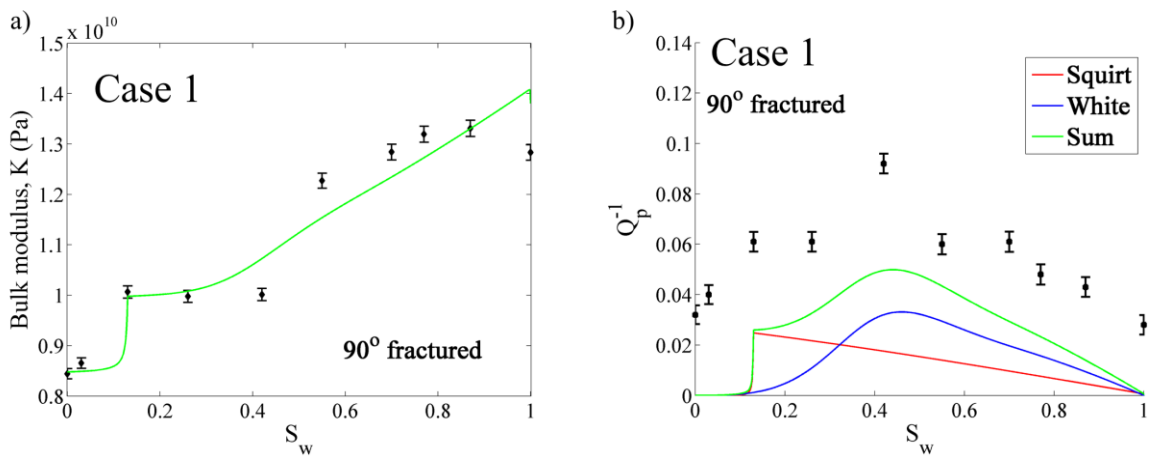 a)
x 10^10
1.5
1.4
1.3
1.2
1.1
1
0.9
0.8
Bulk modulus, K (Pa)
Case 1
90° fractured
0 0.2 0.4 0.6 0.8 1
S_w
b)
0.14
0.12
0.1
0.08
0.06
0.04
0.02
0
Q_p^-1
Case 1
90° fractured
Squirt
White
Sum
0 0.2 0.4 0.6 0.8 1
S_w